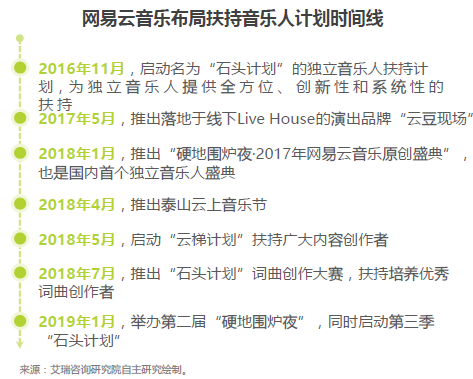 网易云音乐布局扶持音乐人计划时间线
2016年11月，启动名为“石头计划”的独立音乐人扶持计
划，为独立音乐人提供全方位、创新性和系统性的
扶持
2017年5月，推出落地于线下Live House的演出品牌“云豆现场”
2018年1月，推出“硬地围炉夜·2017年网易云音乐原创盛典”，
也是国内首个独立音乐人盛典
2018年4月，推出泰山云上音乐节
2018年5月，启动“云梯计划”扶持广大内容创作者
2018年7月，推出“石头计划”词曲创作大赛，扶持培养优秀
词曲创作者
2019年1月，举办第二届“硬地围炉夜”，同时启动第三季
“石头计划”
来源：艾瑞咨询研究院自主研究绘制。